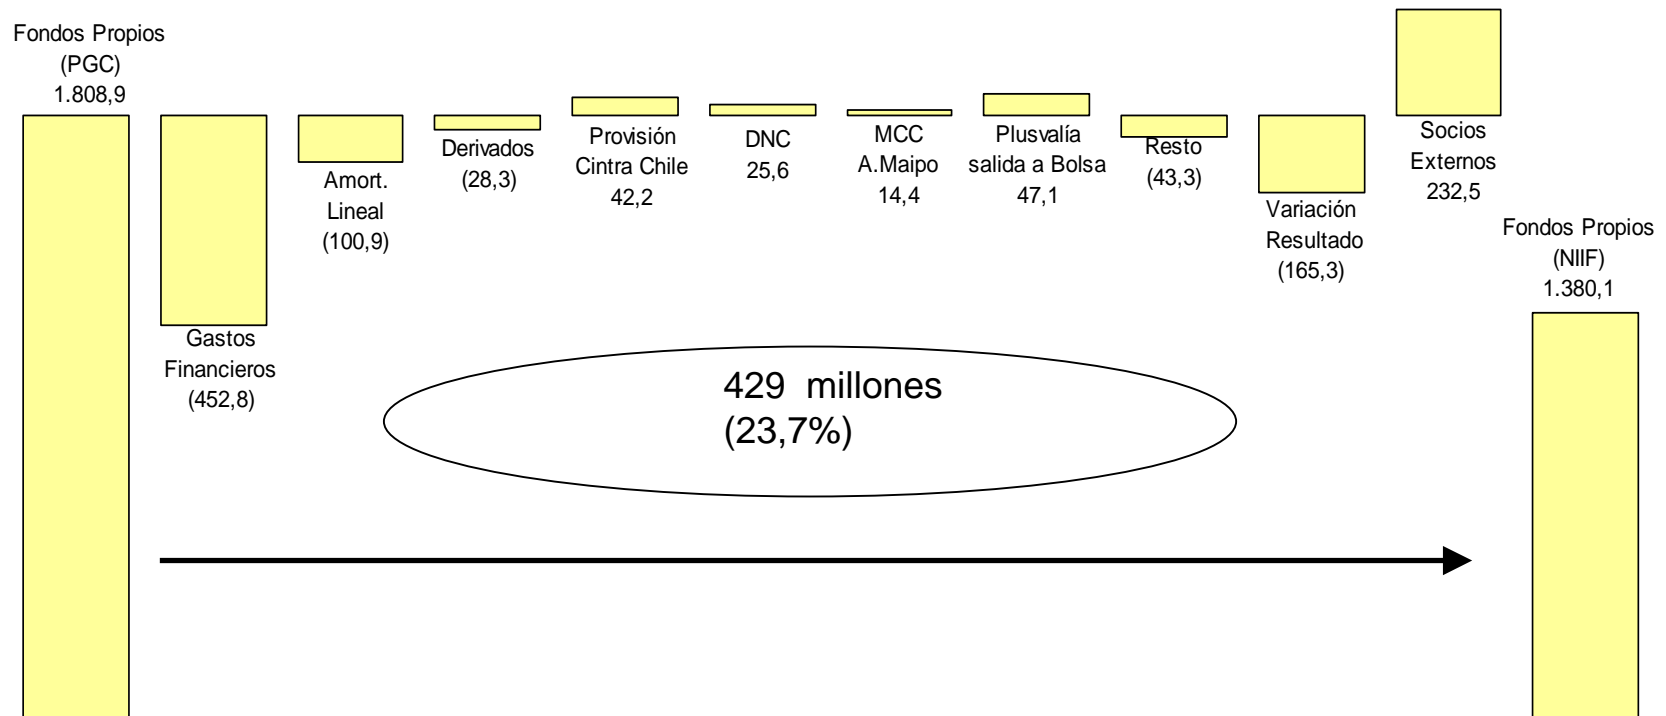 Fondos Propios
(PGC)
1.808,9
Gastos
Financieros
(452,8)
Amort.
Lineal
(100,9)
Derivados
(28,3)
Provisión
Cintra Chile
42,2
DNC
25,6
MCC
A.Maipo
14,4
Plusvalía
salida a Bolsa
47,1
Resto
(43,3)
Variación
Resultado
(165,3)
Socios
Externos
232,5
Fondos Propios
(NIIF)
1.380,1
429 millones
(23,7%)